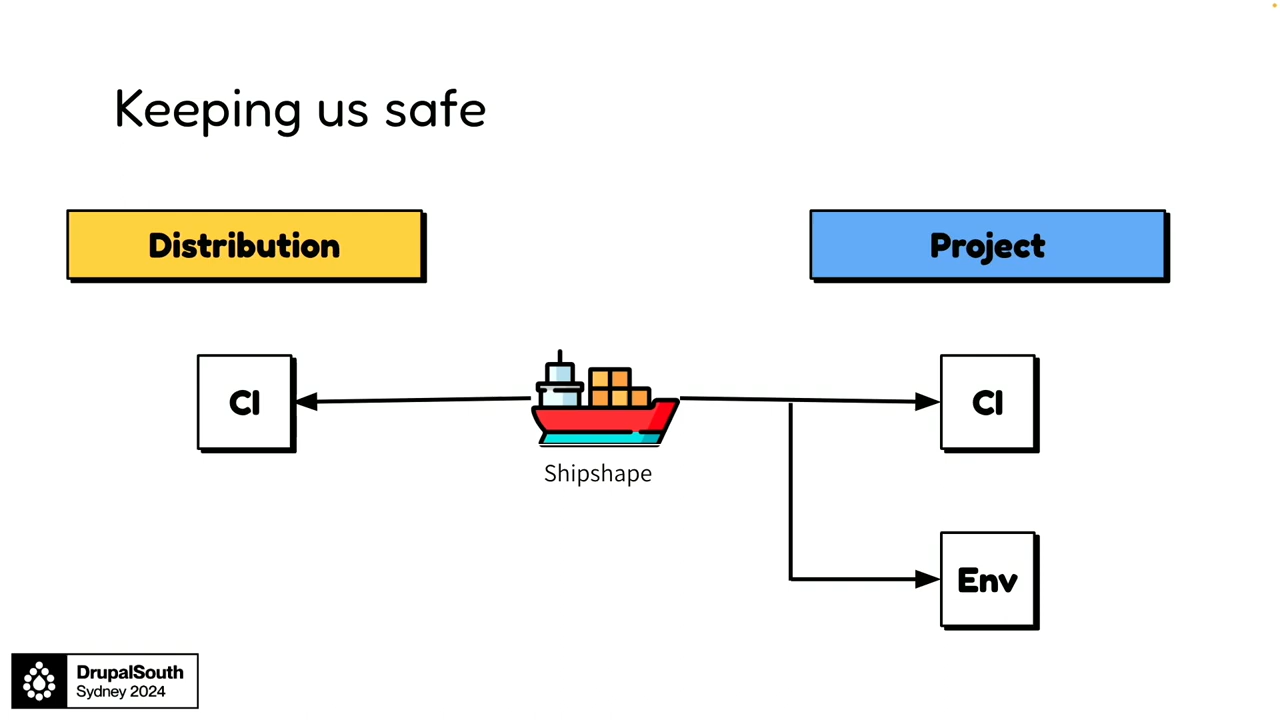 Keeping us safe
Distribution
Project
CI
CI
Shipshape
Env
DrupalSouth
Sydney 2024